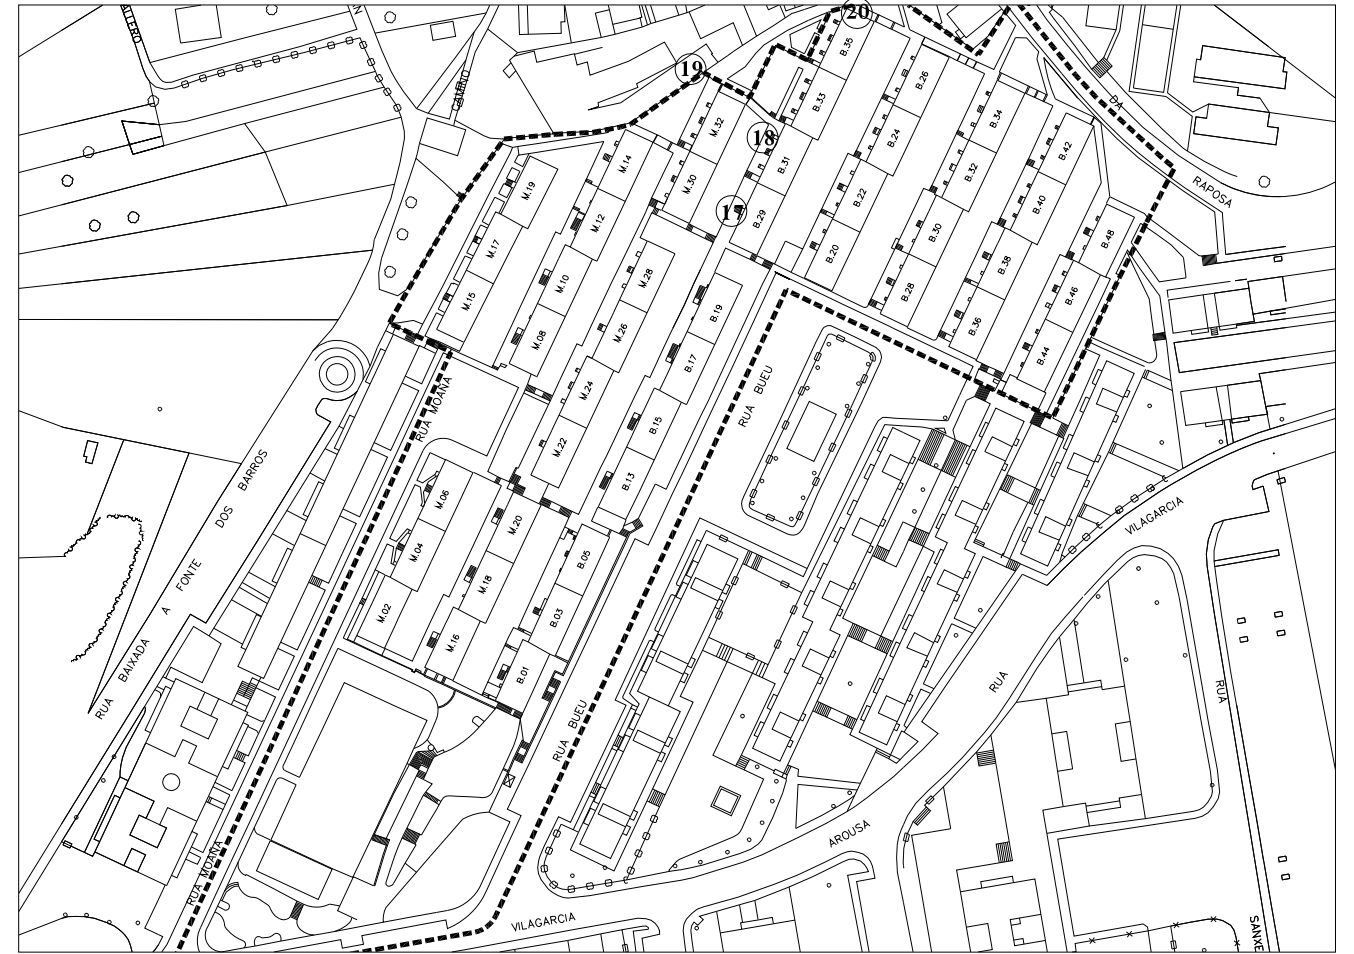 ALLERO
CAMINO
20
19
18
17
B.35
B.33
B.31
B.29
B.26
B.24
B.22
B.20
B.34
B.32
B.30
B.28
B.42
B.40
B.38
B.36
B.48
B.46
B.44
M.32
M.30
M.28
M.26
M.24
M.22
M.14
M.12
M.10
M.08
M.19
M.17
M.15
B.19
B.17
B.15
B.13
M.06
M.04
M.02
M.20
M.18
M.16
B.05
B.03
B.01
DA
RAPOSA
RUA BUEU
RUA MOAÑA
RUA BAIXADA A FONTE DOS BARROS
RUA BUEU
RUA MOAÑA
RUA
VILAGARCIA
AROUSA
VILAGARCIA
RUA
SANXE